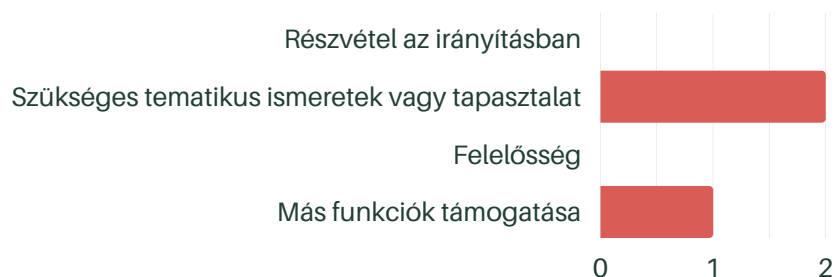 Részvétel az irányításban
Szükséges tematikus ismeretek vagy tapasztalat
Felelősség
Más funkciók támogatása
0 1 2